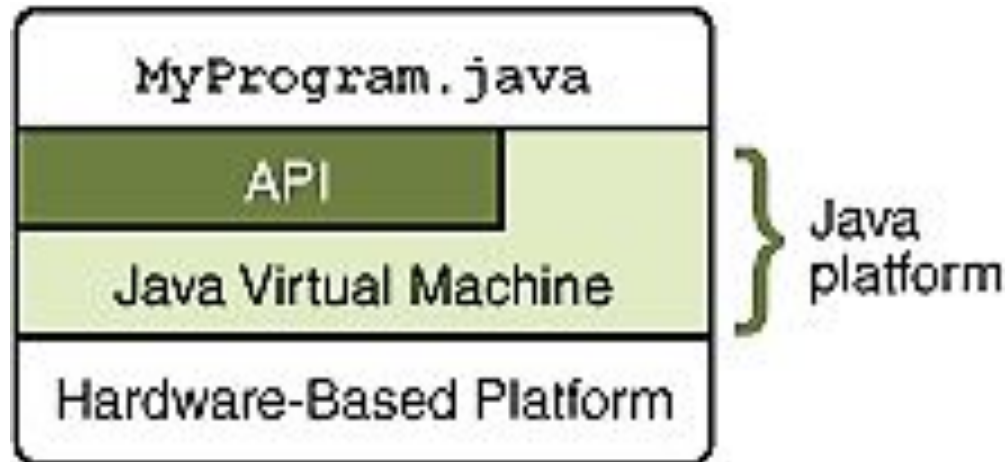 MyProgram.java
API
Java Virtual Machine
Java
platform
Hardware-Based Platform